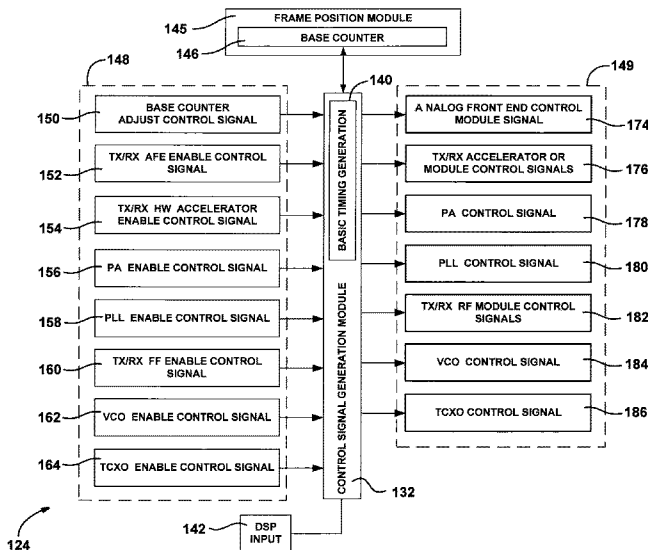 145
FRAME POSITION MODULE
146
BASE COUNTER
148
140
149
150
BASE COUNTER
ADJUST CONTROL SIGNAL
152
TX/RX AFE ENABLE CONTROL
SIGNAL
154
TX/RX HW ACCELERATOR
ENABLE CONTROL SIGNAL
156
PA ENABLE CONTROL SIGNAL
158
PLL ENABLE CONTROL SIGNAL
160
TX/RX FF ENABLE CONTROL
SIGNAL
162
VCO ENABLE CONTROL SIGNAL
164
TCXO ENABLE CONTROL SIGNAL
BASIC TIMING GENERATION
CONTROL SIGNAL GENERATION MODULE
A NALOG FRONT END CONTROL
MODULE SIGNAL
174
TX/RX ACCELERATOR OR
MODULE CONTROL SIGNALS
176
PA CONTROL SIGNAL
178
PLL CONTROL SIGNAL
180
TX/RX RF MODULE CONTROL
SIGNALS
182
VCO CONTROL SIGNAL
184
TCXO CONTROL SIGNAL
186
132
124
142
DSP
INPUT